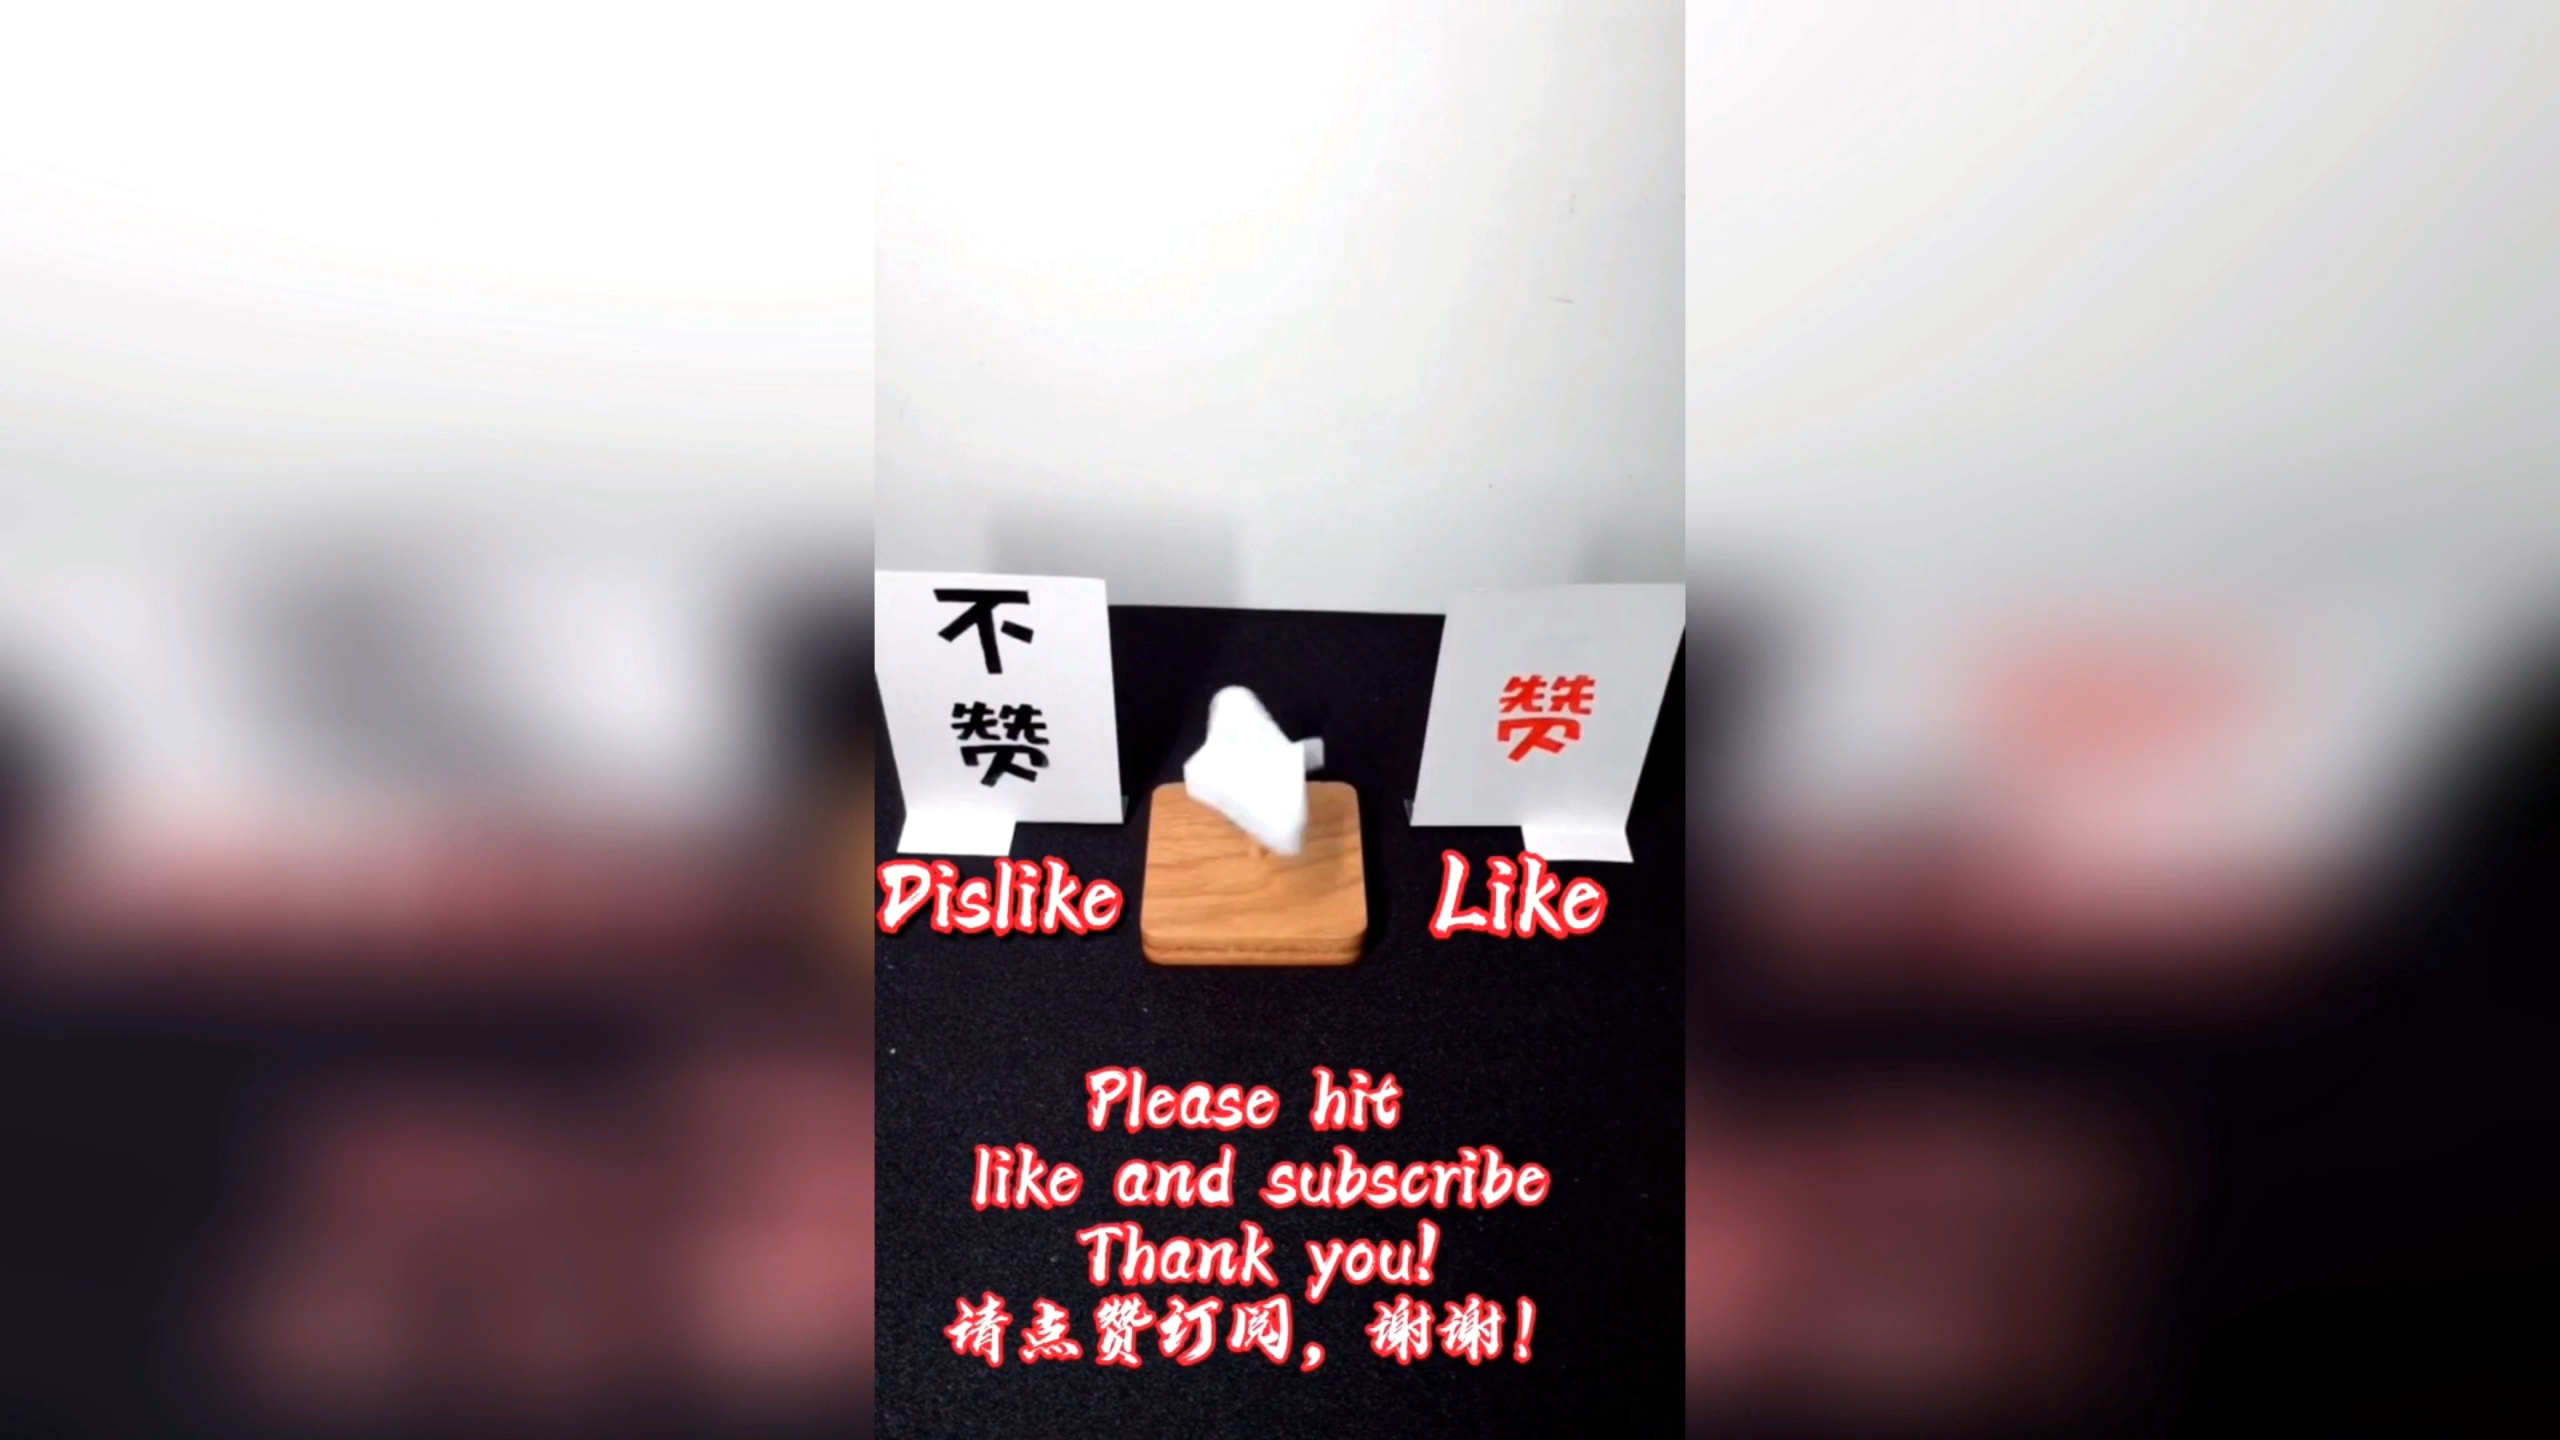 不
赞
赞
Dislike
Like
Please hit
like and subscribe
Thank you!
请点赞订阅，谢谢！